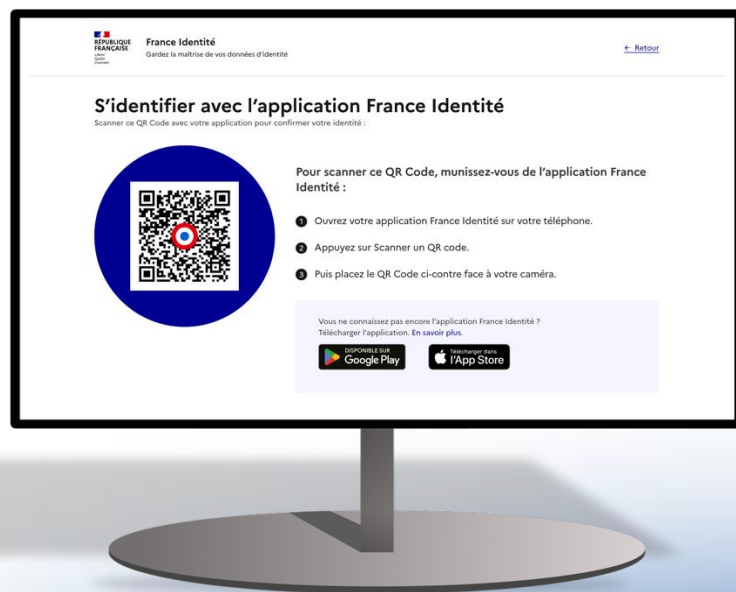 RÉPUBLIQUE
FRANÇAISE
Liberté
Égalité
Fraternité
France Identité
Gardez la maîtrise de vos données d'identité
← Retour
S'identifier avec l'application France Identité
Scanner ce QR Code avec votre application pour confirmer votre identité :
Pour scanner ce QR Code, munissez-vous de l'application France
Identité :
1 Ouvrez votre application France Identité sur votre téléphone.
2 Appuyez sur Scanner un QR code.
3 Puis placez le QR Code ci-contre face à votre caméra.
Vous ne connaissez pas encore l'application France Identité ?
Télécharger l'application. En savoir plus.
DISPONIBLE SUR
Google Play
Télécharger dans
l'App Store